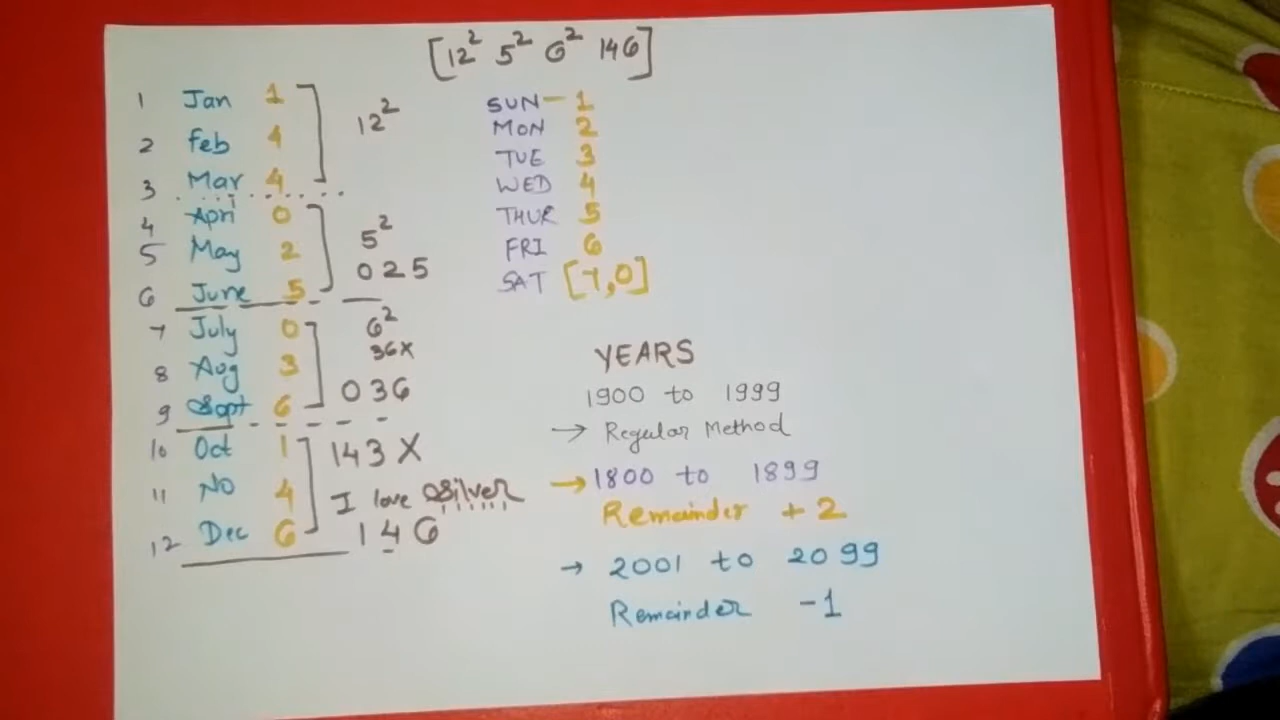 [12² 5² 6² 146]
1 Jan 1
2 Feb 4
3 Mar 4
12²
4 Apri 0
5 May 2
6 June 5
5²
025
7 July 0
8 Aug 3
9 Sept 6
6²
36x
036
10 Oct 1
11 No 4
12 Dec 6
143 X
I love Silver
146
SUN - 1
MON 2
TUE 3
WED 4
THUR 5
FRI 6
SAT [7,0]
YEARS
1900 to 1999
→ Regular Method
→ 1800 to 1899
Remainder +2
→ 2001 to 2099
Remainder -1